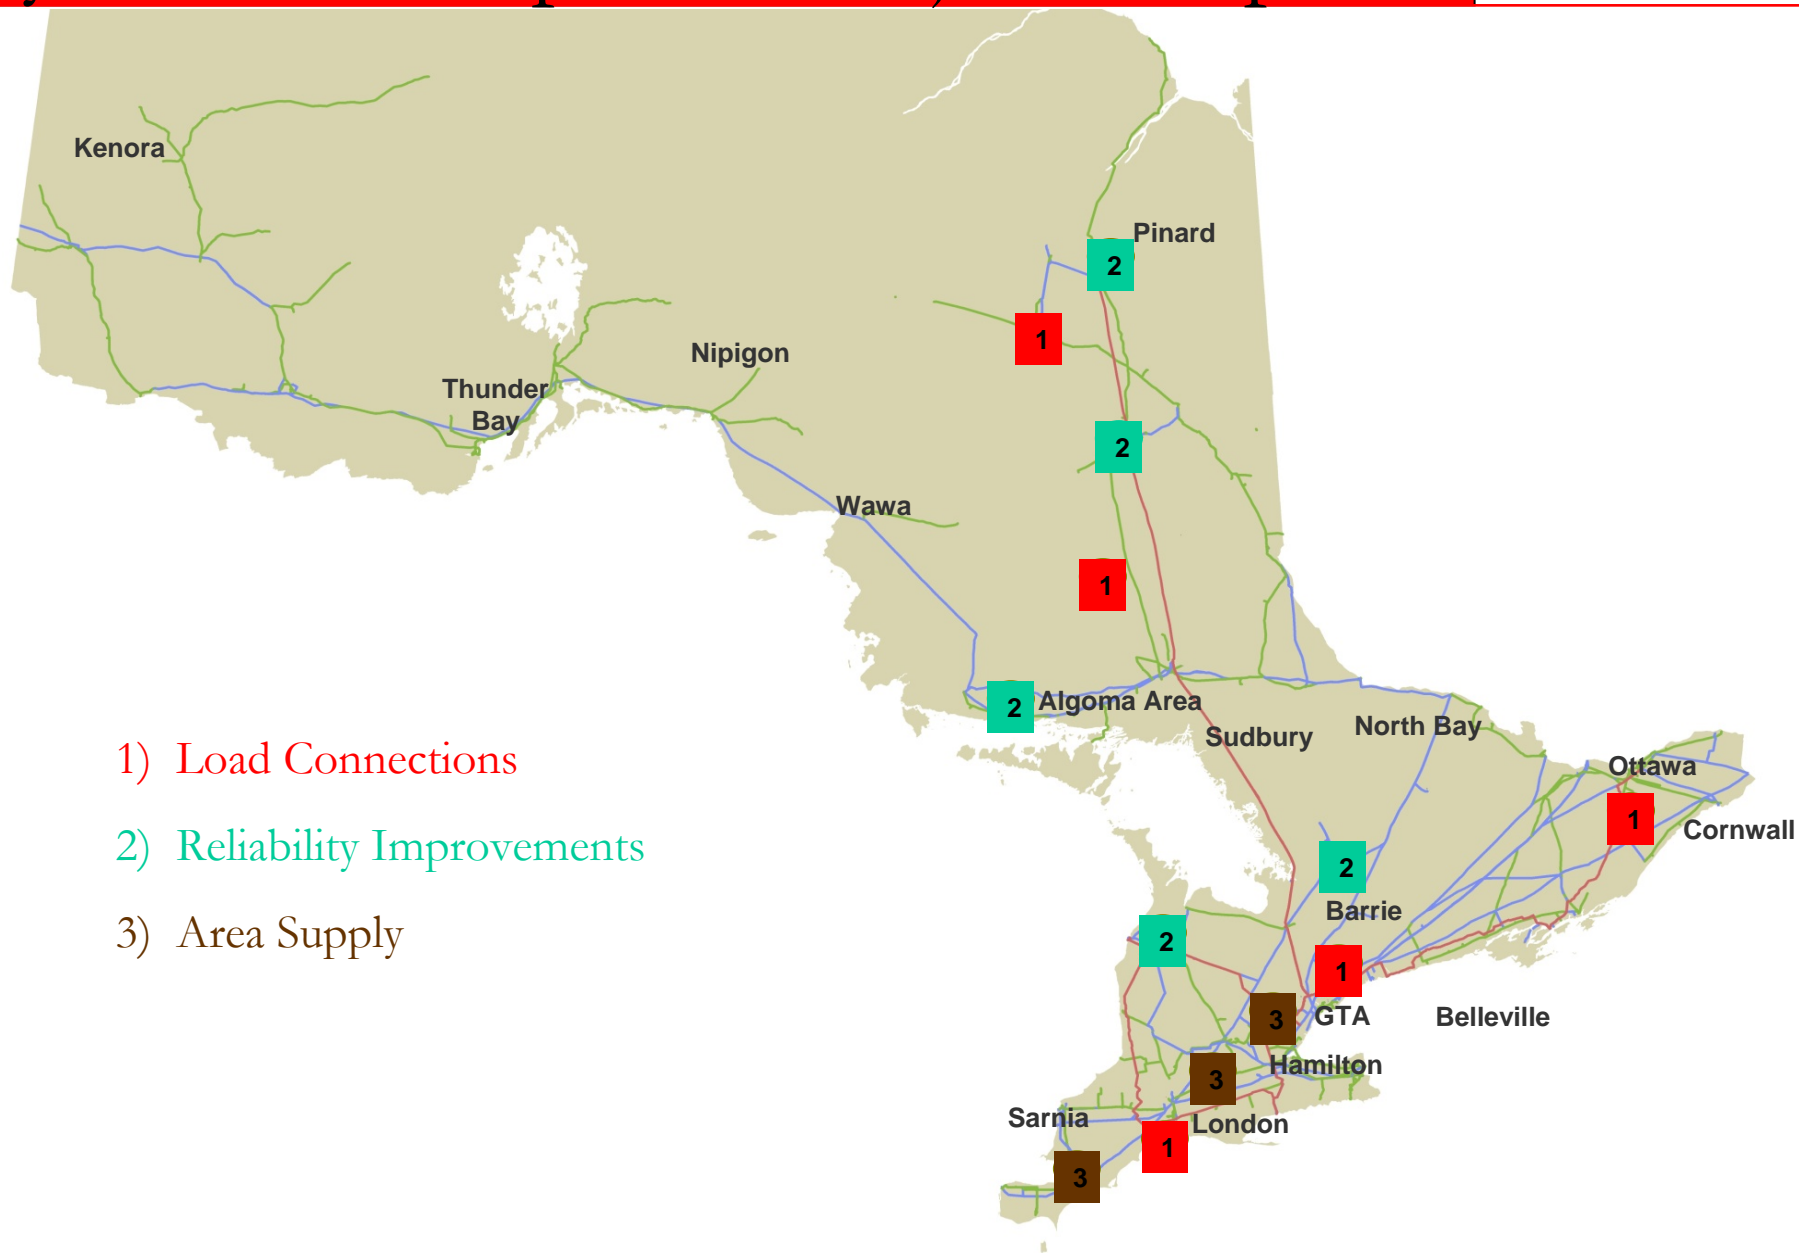 Kenora
Pinard
2
1
Nipigon
Thunder
Bay
2
Wawa
1
2 Algoma Area
Sudbury
North Bay
Ottawa
1
Cornwall
1) Load Connections
2) Reliability Improvements
3) Area Supply
2
Barrie
2
1
3
GTA
Belleville
Hamilton
3
Sarnia
London
1
3